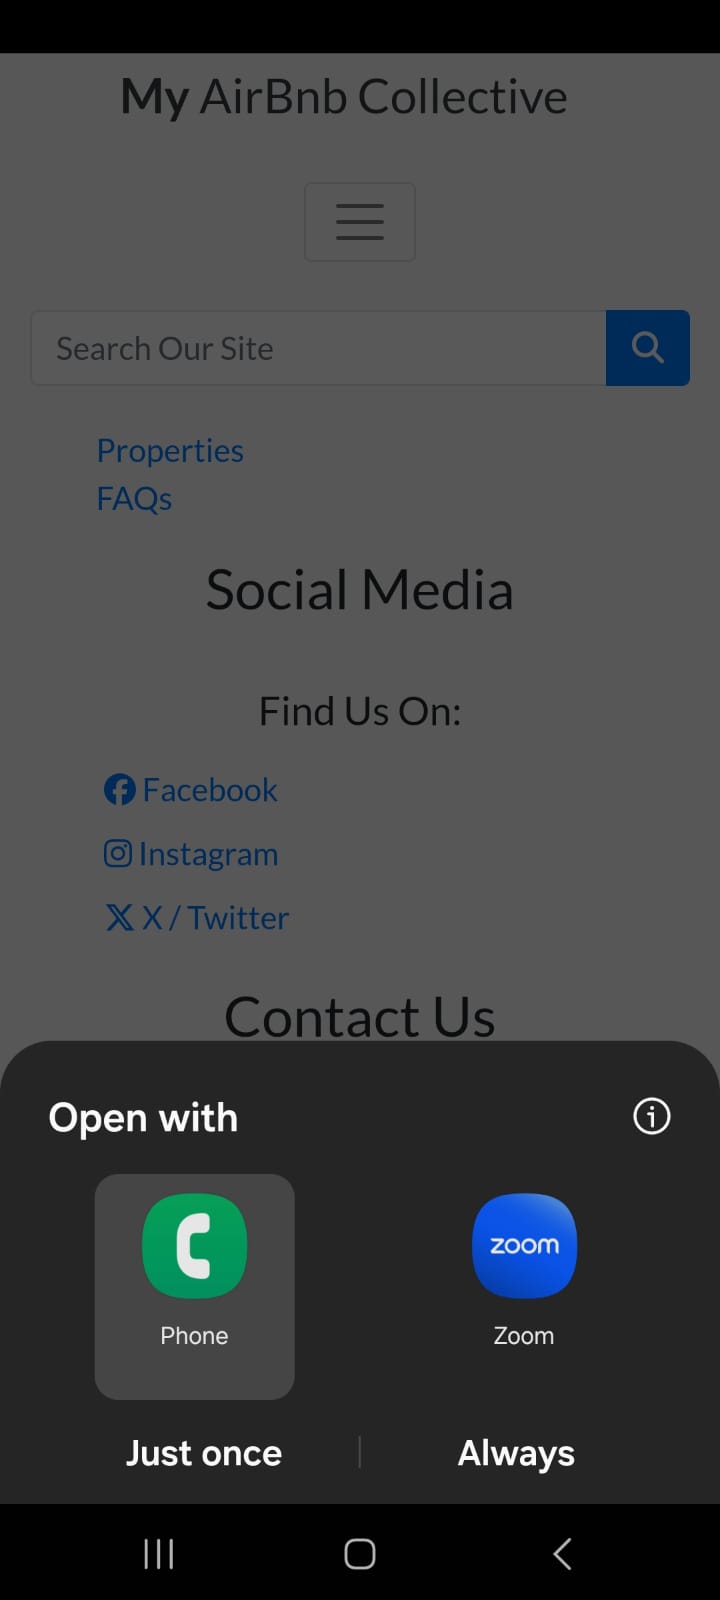 My AirBnb Collective
Search Our Site
Properties
FAQs
Social Media
Find Us On:
Facebook
Instagram
X / Twitter
Contact Us
Open with
zoom
Phone
Zoom
Just once
Always